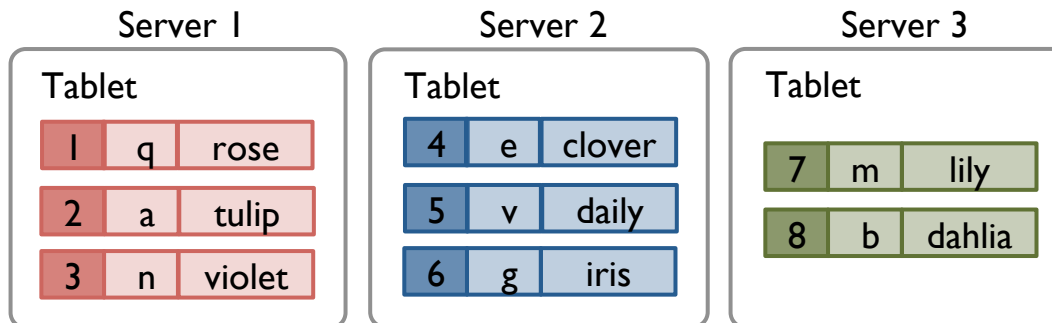 Server 1
Tablet
1 q rose
2 a tulip
3 n violet
Server 2
Tablet
4 e clover
5 v daily
6 g iris
Server 3
Tablet
7 m lily
8 b dahlia